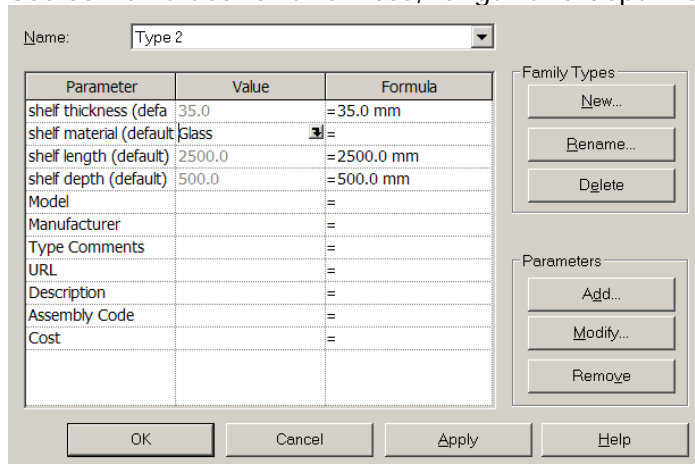 Name: Type 2
Parameter Value Formula
shelf thickness (defa 35.0 =35.0 mm
shelf material (default Glass =
shelf length (default) 2500.0 =2500.0 mm
shelf depth (default) 500.0 =500.0 mm
Model =
Manufacturer =
Type Comments =
URL =
Description =
Assembly Code =
Cost =
Family Types
New...
Rename...
Delete
Parameters
Add...
Modify...
Remove
OK Cancel Apply Help